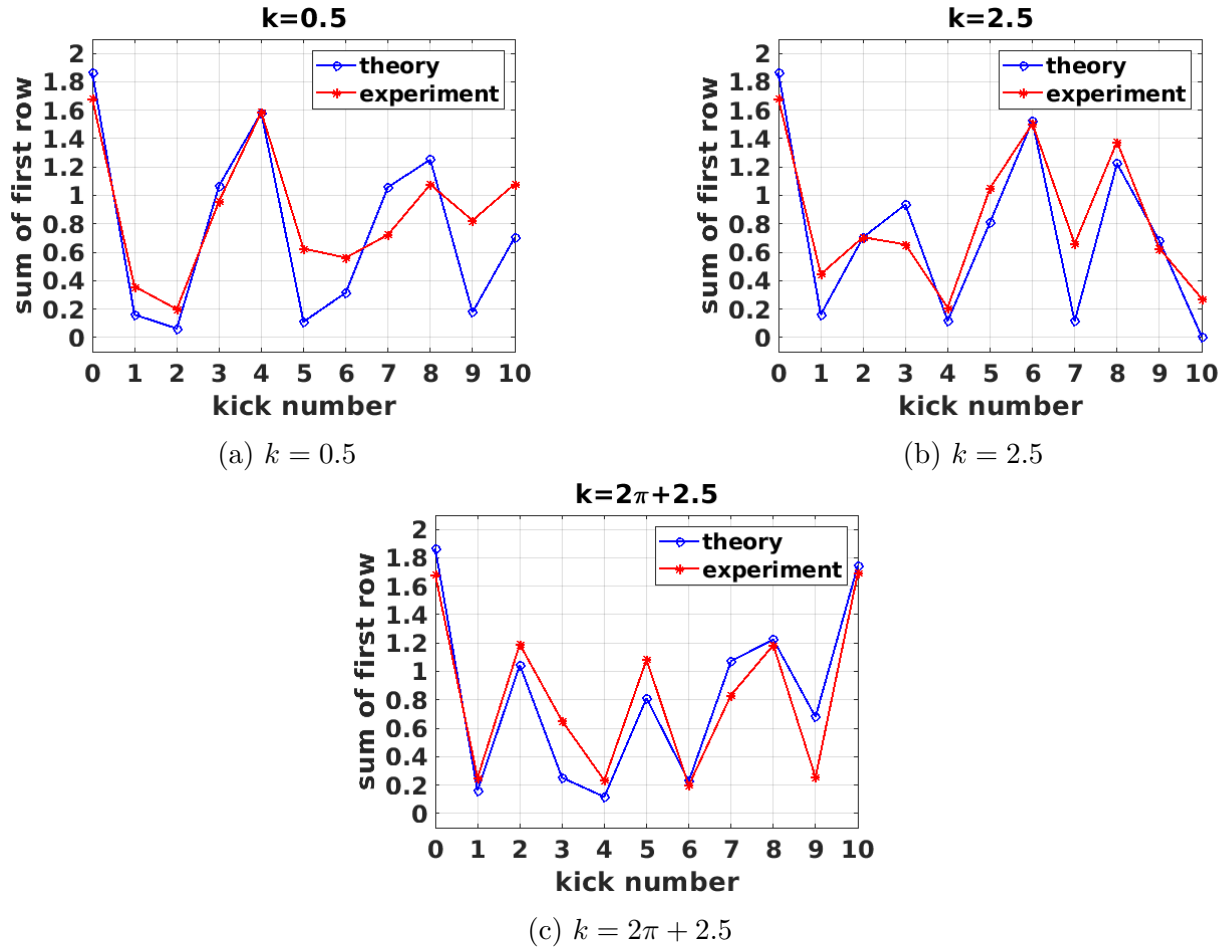 k=0.5
sum of first row
2
1.8
1.6
1.4
1.2
1
0.8
0.6
0.4
0.2
0
theory
experiment
0 1 2 3 4 5 6 7 8 9 10
kick number
(a) k = 0.5
k=2.5
sum of first row
2
1.8
1.6
1.4
1.2
1
0.8
0.6
0.4
0.2
0
theory
experiment
0 1 2 3 4 5 6 7 8 9 10
kick number
(b) k = 2.5
k=2π+2.5
sum of first row
2
1.8
1.6
1.4
1.2
1
0.8
0.6
0.4
0.2
0
theory
experiment
0 1 2 3 4 5 6 7 8 9 10
kick number
(c) k = 2π + 2.5